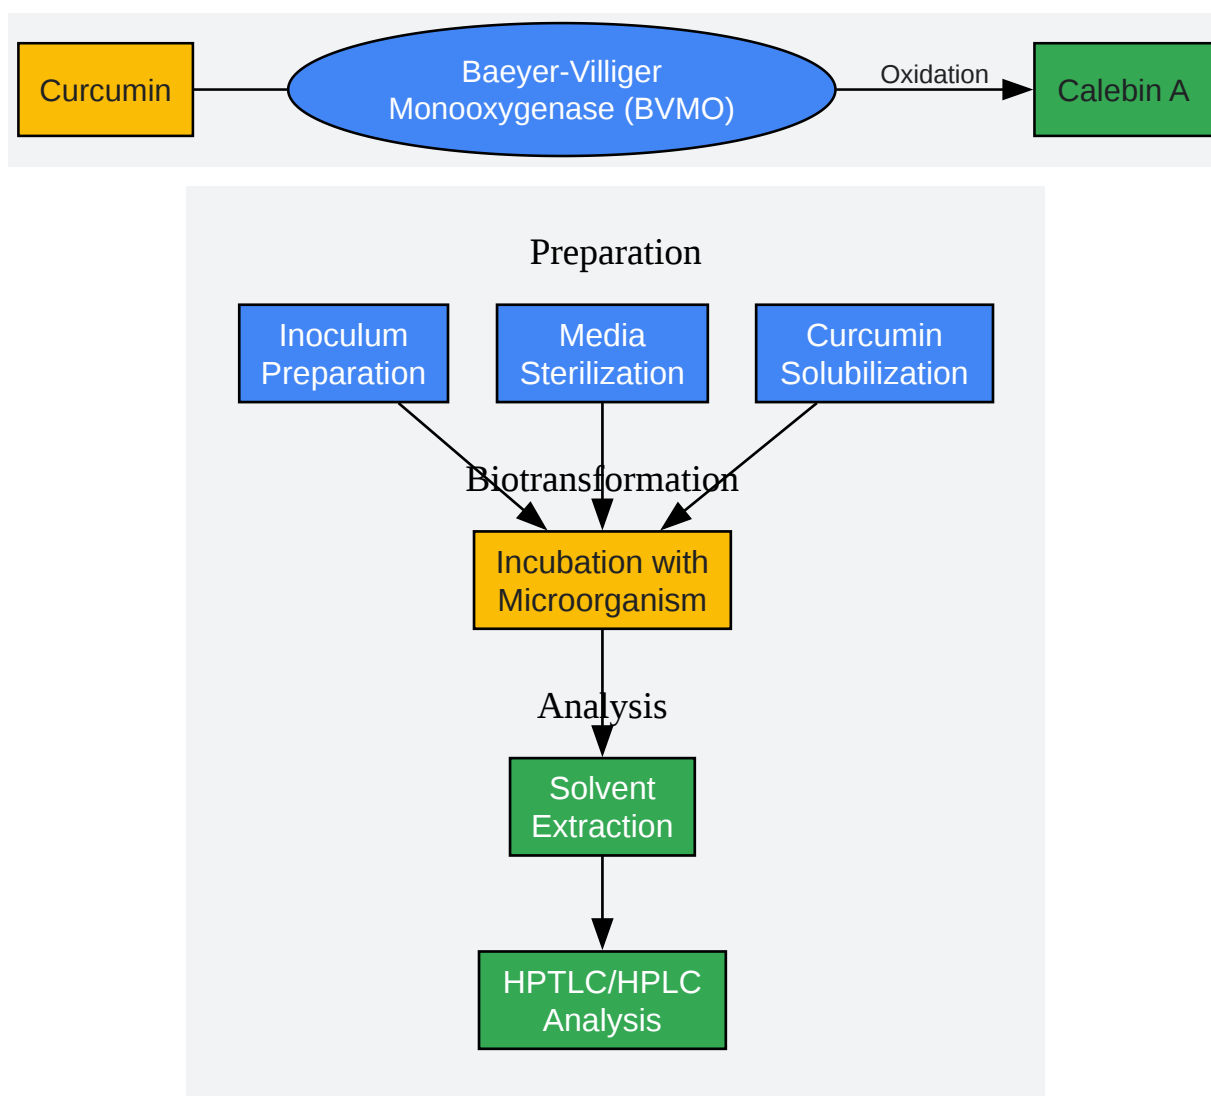 Curcumin
Baeyer-Villiger
Monooxygenase (BVMO)
Oxidation
Calebin A
Preparation
Inoculum
Preparation
Media
Sterilization
Curcumin
Solubilization
Biotransformation
Incubation with
Microorganism
Analysis
Solvent
Extraction
HPTLC/HPLC
Analysis